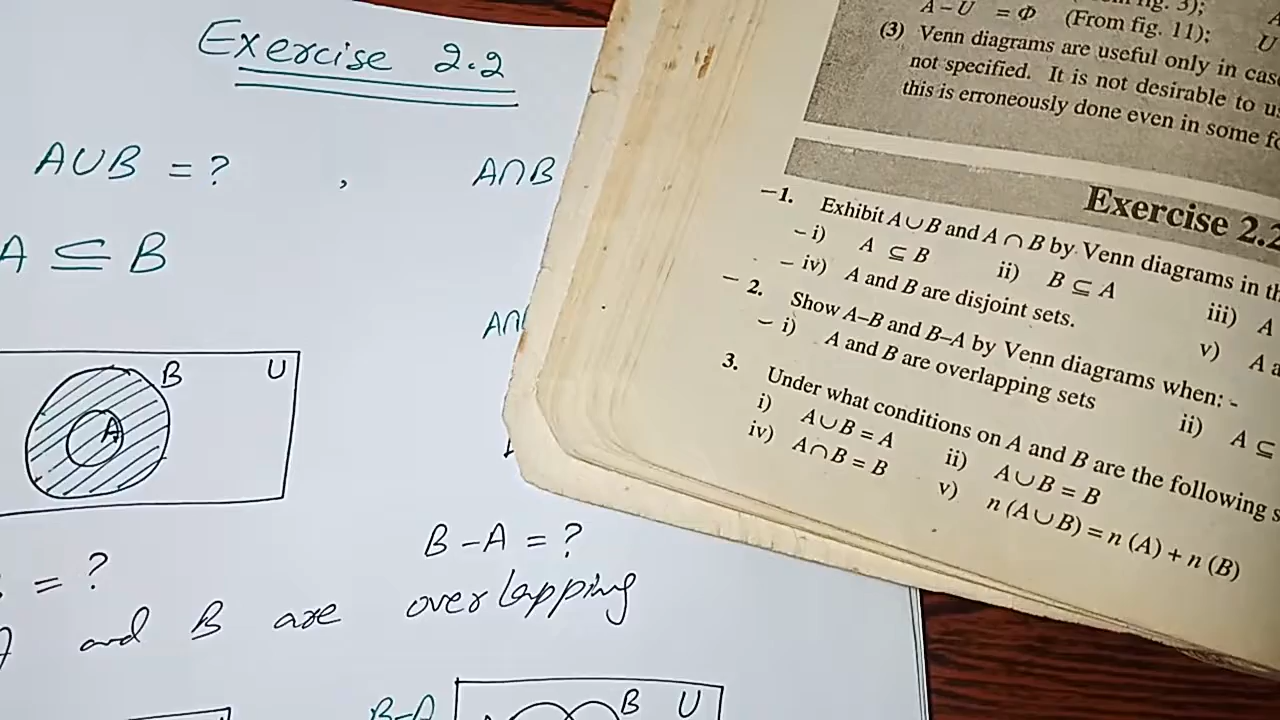 Exercise 2.2
A∪B = ? , A∩B
A ⊆ B
A∩
B U
A
B – A = ?
= ?
and B are overlapping
B–A B U
fig. 3);
A – U = Φ (From fig. 11); U
(3) Venn diagrams are useful only in
not specified. It is not desirable to
this is erroneously done even in some
Exercise 2.2
–1. Exhibit A∪B and A∩B by Venn diagrams in
– i) A ⊆ B ii) B ⊆ A iii) A
– iv) A and B are disjoint sets. v) A
– 2. Show A–B and B–A by Venn diagrams when: -
– i) A and B are overlapping sets ii) A ⊆
3. Under what conditions on A and B are the following
i) A∪B = A ii) A∪B = B
iv) A∩B = B v) n (A∪B) = n (A) + n (B)